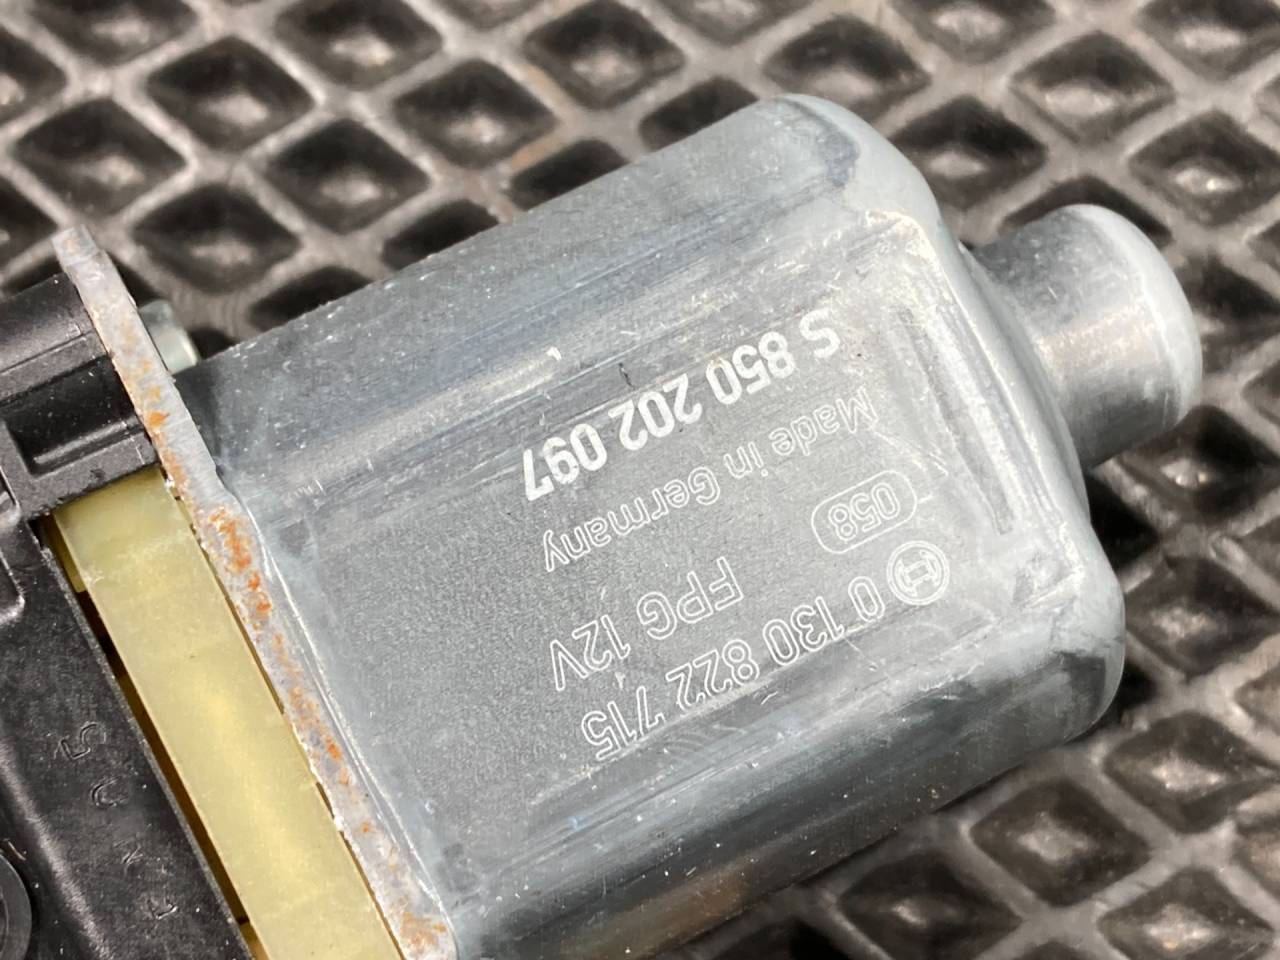 0 130 822 715
FPG 12V
058
Made in Germany
S 850 202 097